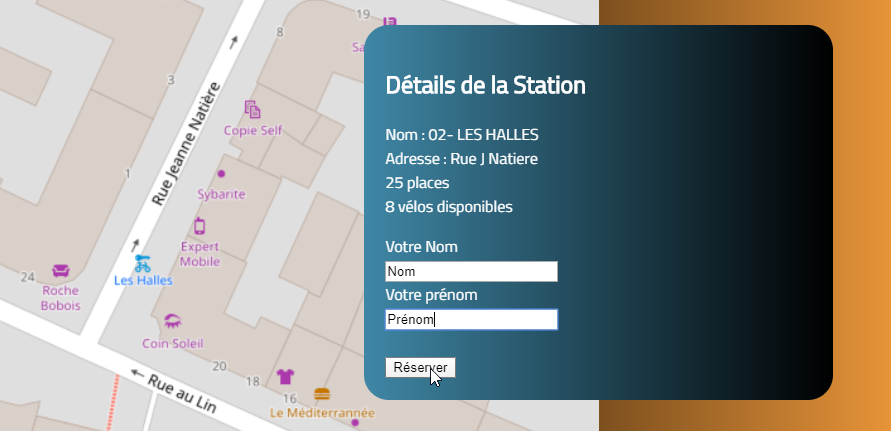 19
8
Sa
3
Copie Self
Rue Jeanne Natière
1
Sybarite
Expert
Mobile
24
Les Halles
Roche
Bobois
Coin Soleil
20
18
16
Rue au Lin
Le Méditerrannée
Détails de la Station
Nom : 02- LES HALLES
Adresse : Rue J Natiere
25 places
8 vélos disponibles
Votre Nom
Nom
Votre prénom
Prénom
Réserver